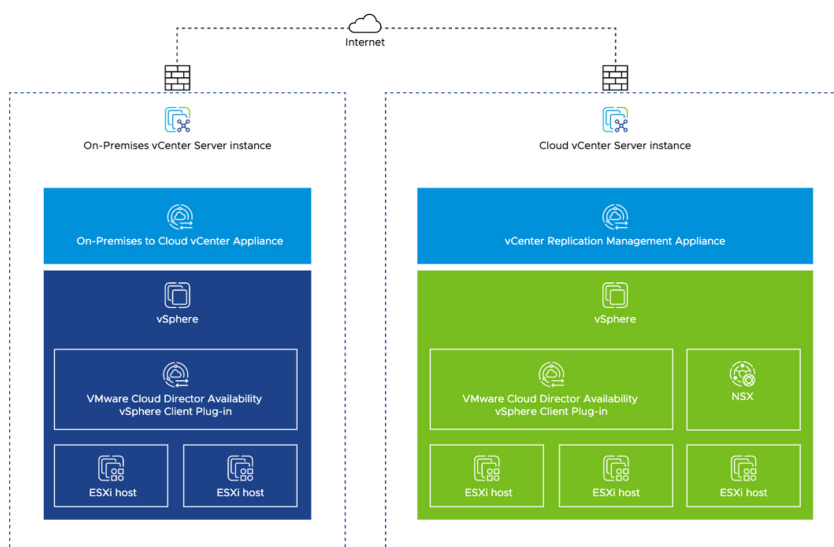 Internet
On-Premises vCenter Server instance
Cloud vCenter Server instance
On-Premises to Cloud vCenter Appliance
vCenter Replication Management Appliance
vSphere
vSphere
VMware Cloud Director Availability
vSphere Client Plug-in
VMware Cloud Director Availability
vSphere Client Plug-in
NSX
ESXi host
ESXi host
ESXi host
ESXi host
ESXi host